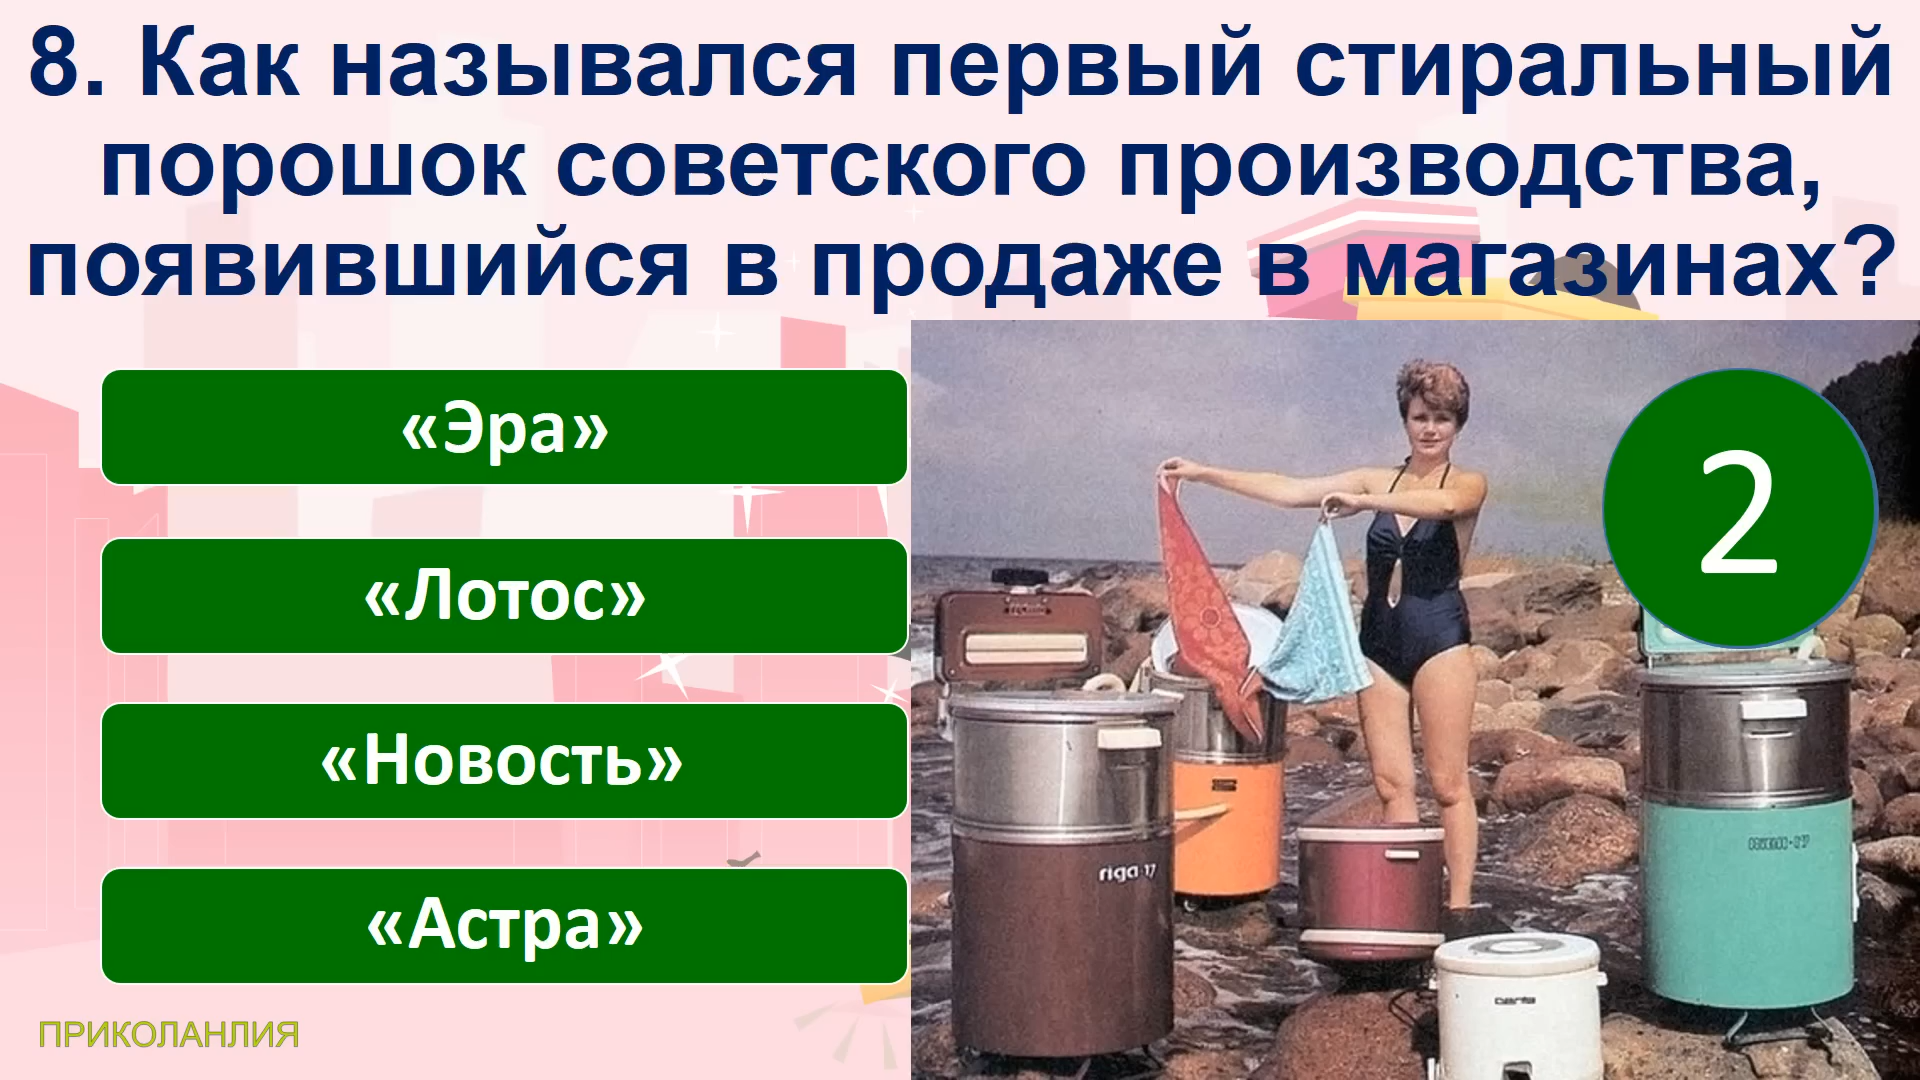 8. Как назывался первый стиральный
порошок советского производства,
появившийся в продаже в магазинах?
«Эра»
«Лотос»
«Новость»
«Астра»
2
riga 17
ПРИКОЛАНЛИЯ